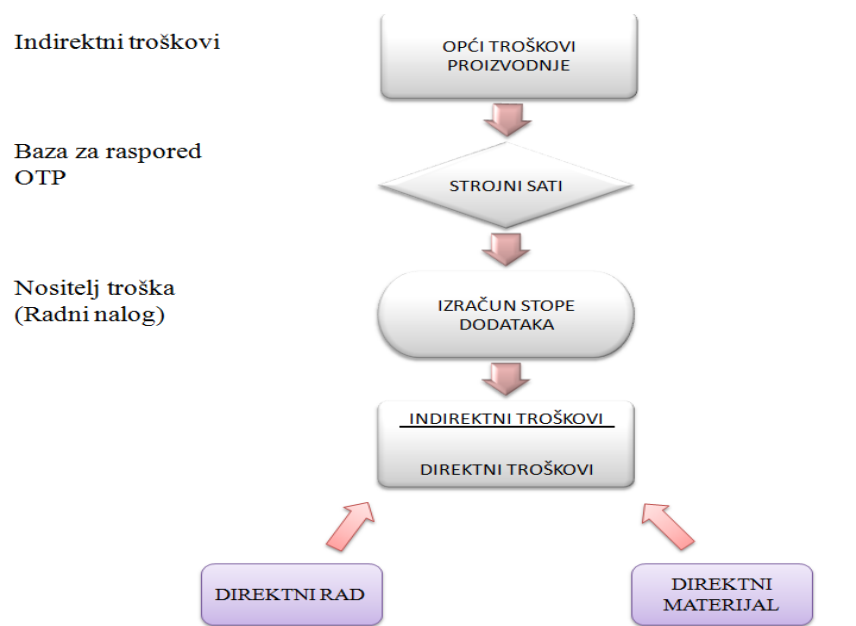 Indirektni troškovi
OPĆI TROŠKOVI
PROIZVODNJE
Baza za raspored
OTP
STROJNI SATI
Nositelj troška
(Radni nalog)
IZRAČUN STOPE
DODATAKA
INDIREKTNI TROŠKOVI
DIREKTNI TROŠKOVI
DIREKTNI RAD
DIREKTNI
MATERIJAL